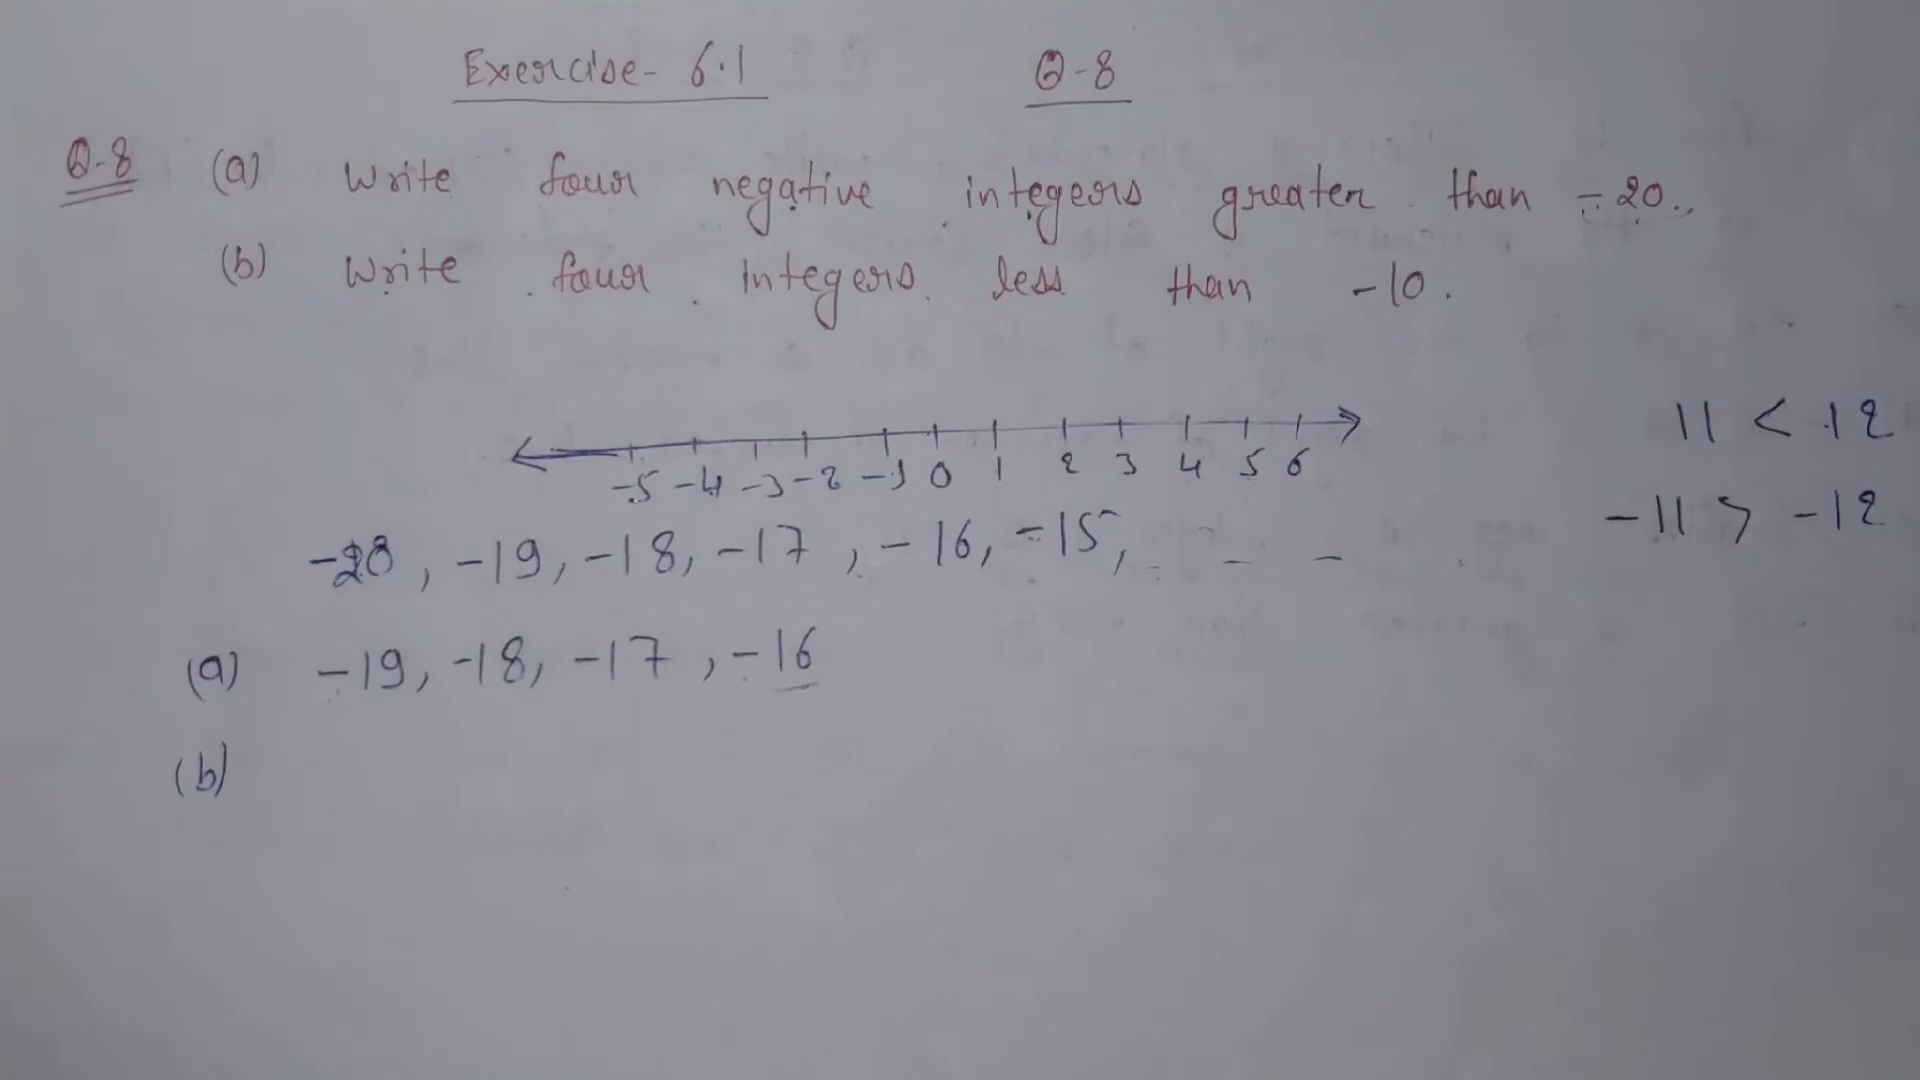 Exercise- 6.1 Q-8
Q-8 (a) Write four negative integers greater than -20.
(b) Write four integers less than -10.
-5 -4 -3 -2 -1 0 1 2 3 4 5 6
11 < 12
-11 > -12
-20, -19, -18, -17, -16, -15, - - -
(a) -19, -18, -17, -16
(b)